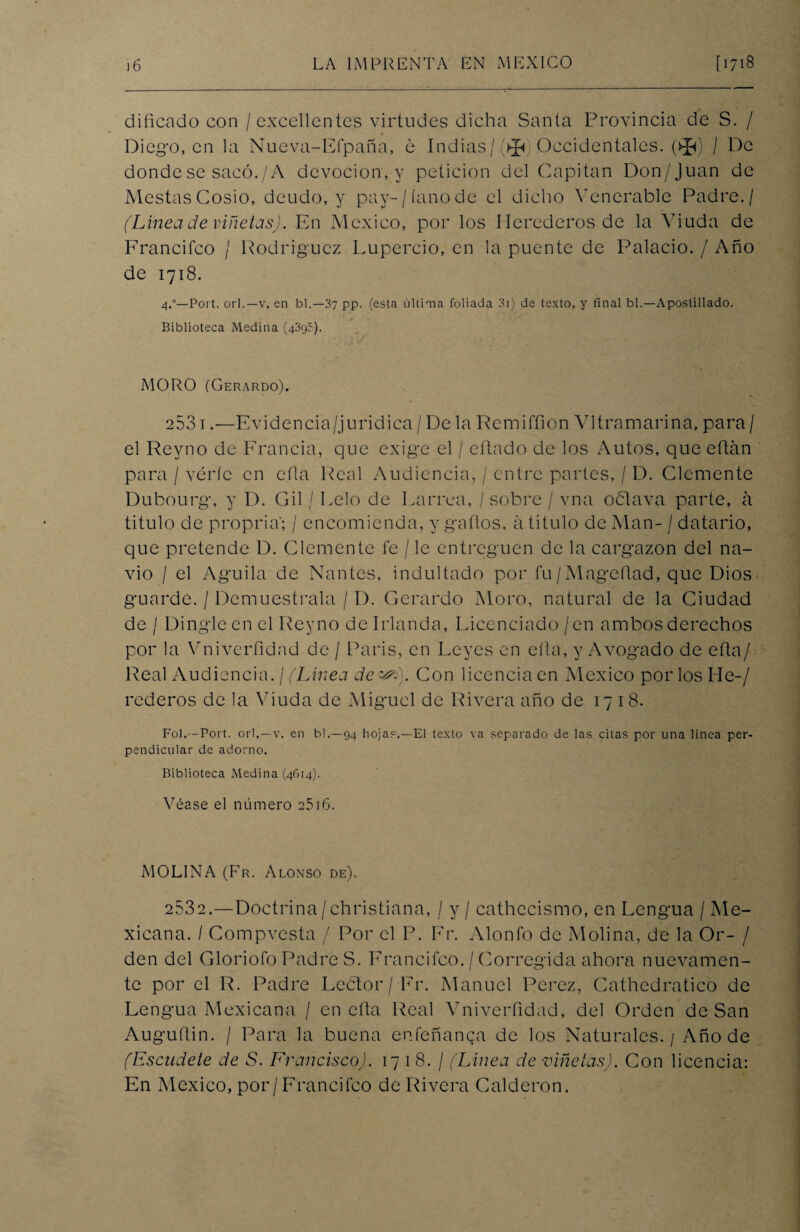 16 LA IMPRENTA EN MEXICO [1718
dificado con / excellentes virtudes dicha Santa Provincia de S. /
Diego, en la Nueva-Efpaña, è Indias / (✠) Occidentales. (✠) / De
donde se sacó. / A devocion, y peticion del Capitan Don / Juan de
Mestas Cosio, deudo, y pay- / ſano de el dicho Venerable Padre. /
(Línea de viñetas). En Mexico, por los Herederos de la Viuda de
Francifco / Rodriguez Lupercio, en la puente de Palacio. / Año
de 1718.
4.°—Port. orl.—v. en bl.—37 pp. (esta última foliada 31) de texto, y final bl.—Apostillado.
Biblioteca Medina (4395).
MORO (Gerardo).
2531.—Evidencia / juridica / De la Remiffion Vltramarina, para /
el Reyno de Francia, que exige el / eftado de los Autos, que eftàn
para / vérfe en efta Real Audiencia, / entre partes, / D. Clemente
Dubourg, y D. Gil / Lelo de Larrea, / sobre / vna octava parte, à
titulo de propria; / encomienda, y gaftos, à titulo de Man- / datario,
que pretende D. Clemente fe / le entreguen de la cargazon del na-
vio / el Aguila de Nantes, indultado por fu / Mageftad, que Dios
guarde. / Demuestrala / D. Gerardo Moro, natural de la Ciudad
de / Dingle en el Reyno de Irlanda, Licenciado / en ambos derechos
por la Vniverfidad de / Paris, en Leyes en efta, y Avogado de efta /
Real Audiencia. / (Línea de ). Con licencia en Mexico por los He- /
rederos de la Viuda de Miguel de Rivera año de 1718.
Fol.—Port. orl.—v. en bl.—94 hojas.—El texto va separado de las citas por una línea per-
pendicular de adorno.
Biblioteca Medina (4614).
Véase el número 2516.
MOLINA (Fr. Alonso de).
2532.—Doctrina / christiana, / y / cathecismo, en Lengua / Me-
xicana. / Compvesta / Por el P. Fr. Alonfo de Molina, de la Or- /
den del Gloriofo Padre S. Francifco. / Corregida ahora nuevamen-
te por el R. Padre Lector / Fr. Manuel Perez, Cathedratico de
Lengua Mexicana / en efta Real Vniverfidad, del Orden de San
Auguftin. / Para la buena enfeñança de los Naturales. / Año de
(Escudete de S. Francisco). 1718. / (Línea de viñetas). Con licencia:
En Mexico, por / Francifco de Rivera Calderon.